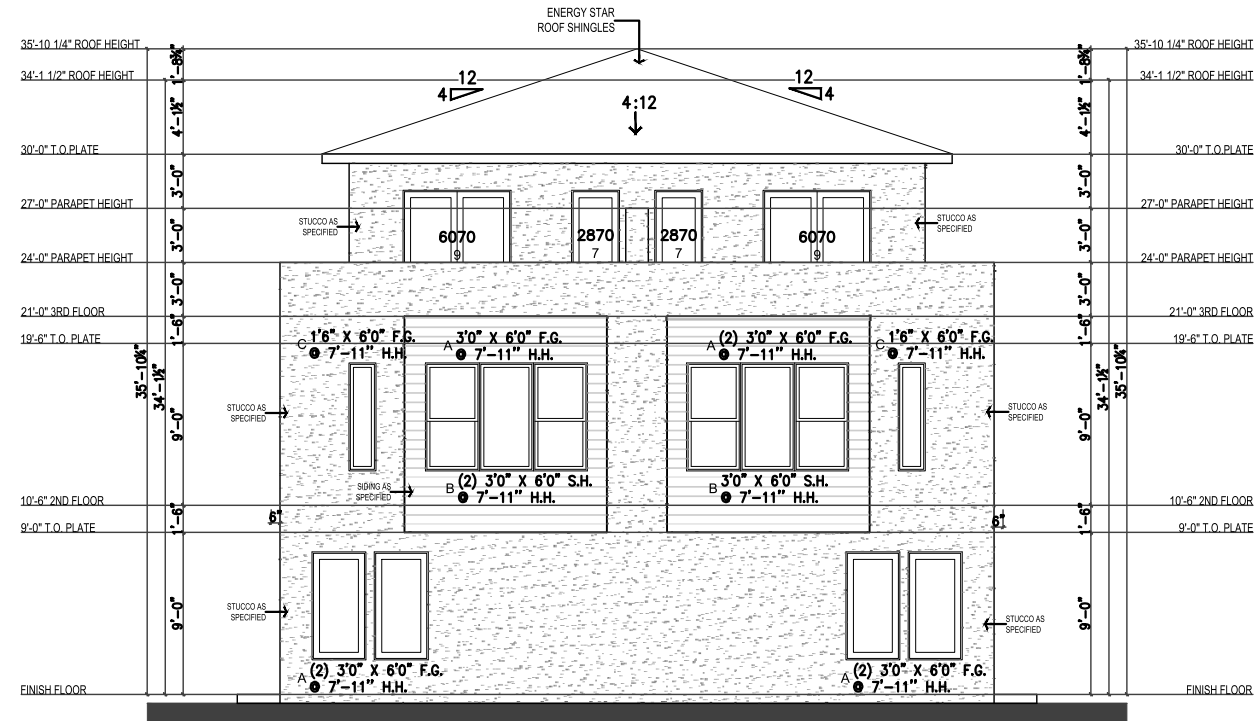 ENERGY STAR
ROOF SHINGLES
35'-10 1/4" ROOF HEIGHT
35'-10 1/4" ROOF HEIGHT
1'-8¾"
1'-8¾"
34'-1 1/2" ROOF HEIGHT
34'-1 1/2" ROOF HEIGHT
12
4
12
4
4:12
4'-1½"
4'-1½"
30'-0" T.O.PLATE
30'-0" T.O.PLATE
3'-0"
3'-0"
27'-0" PARAPET HEIGHT
27'-0" PARAPET HEIGHT
STUCCO AS
SPECIFIED
STUCCO AS
SPECIFIED
6070
9
2870
7
2870
7
6070
9
3'-0"
3'-0"
24'-0" PARAPET HEIGHT
24'-0" PARAPET HEIGHT
3'-0"
3'-0"
21'-0" 3RD FLOOR
21'-0" 3RD FLOOR
1'-6"
1'-6"
19'-6" T.O. PLATE
19'-6" T.O. PLATE
C 1'6" X 6'0" F.G.
@ 7'-11" H.H.
A 3'0" X 6'0" F.G.
@ 7'-11" H.H.
A (2) 3'0" X 6'0" F.G.
@ 7'-11" H.H.
C 1'6" X 6'0" F.G.
@ 7'-11" H.H.
35'-10¼"
34'-1½"
34'-1½"
35'-10¼"
9'-0"
9'-0"
STUCCO AS
SPECIFIED
STUCCO AS
SPECIFIED
SIDING AS
SPECIFIED
B (2) 3'0" X 6'0" S.H.
@ 7'-11" H.H.
B 3'0" X 6'0" S.H.
@ 7'-11" H.H.
10'-6" 2ND FLOOR
10'-6" 2ND FLOOR
1'-6"
1'-6"
6"
6"
9'-0" T.O. PLATE
9'-0" T.O. PLATE
9'-0"
9'-0"
STUCCO AS
SPECIFIED
STUCCO AS
SPECIFIED
A (2) 3'0" X 6'0" F.G.
@ 7'-11" H.H.
A (2) 3'0" X 6'0" F.G.
@ 7'-11" H.H.
FINISH FLOOR
FINISH FLOOR